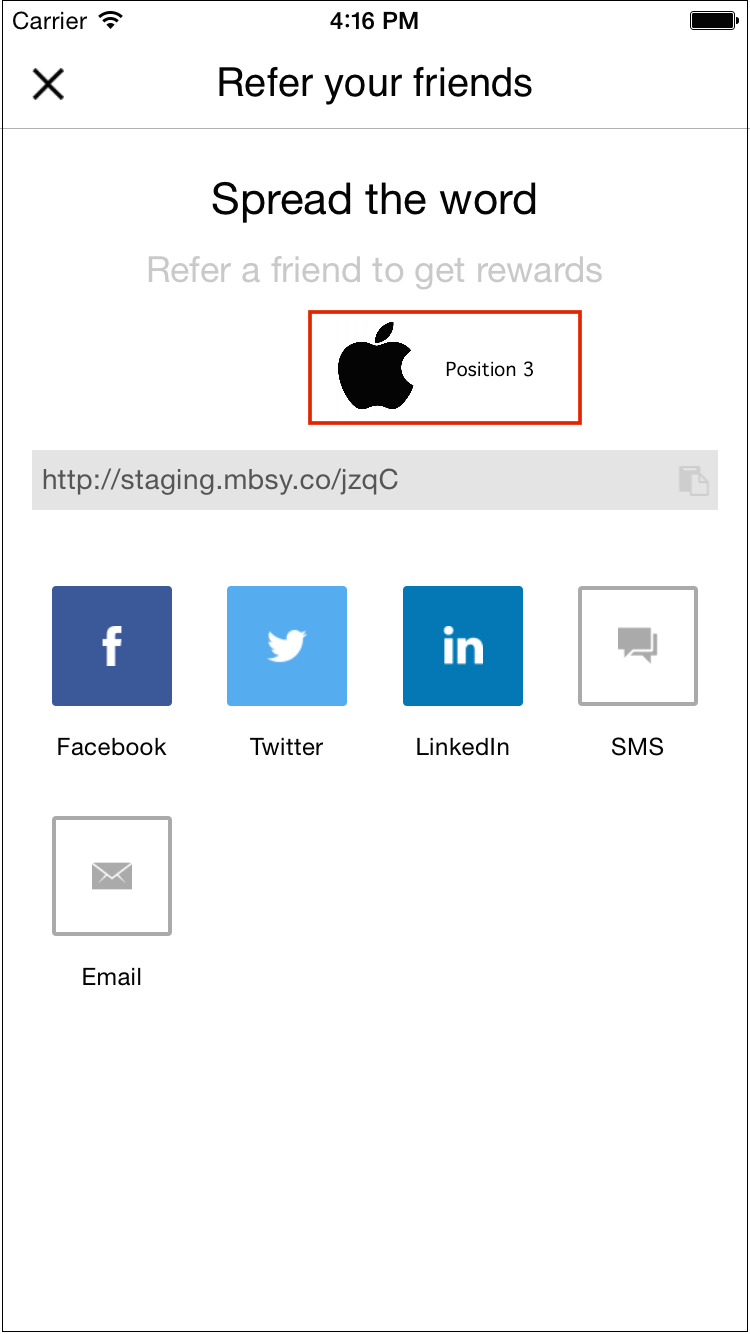 Carrier 4:16 PM
Refer your friends
Spread the word
Refer a friend to get rewards
Position 3
http://staging.mbsy.co/jzqC
Facebook Twitter LinkedIn SMS
Email